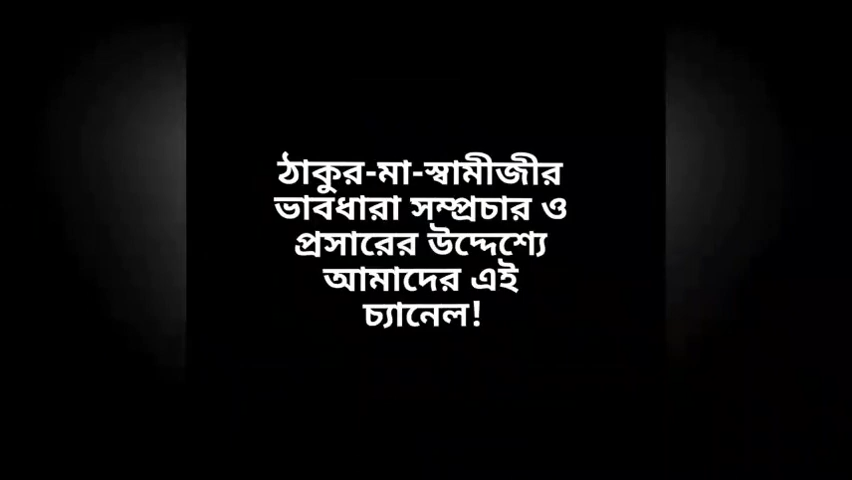 ঠাকুর-মা-স্বামীজীর
ভাবধারা সম্প্রচার ও
প্রসারের উদ্দেশ্যে
আমাদের এই
চ্যানেল!